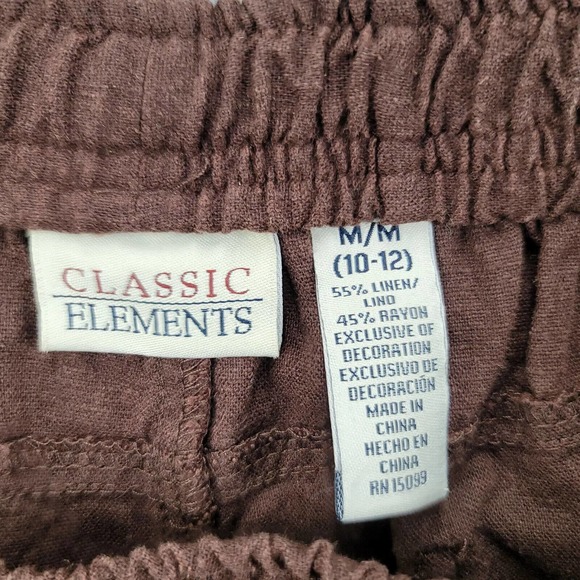 CLASSIC
ELEMENTS
M/M
(10-12)
55% LINEN/
LINO
45% RAYON
EXCLUSIVE OF
DECORATION
EXCLUSIVO DE
DECORACIÓN
MADE IN
CHINA
HECHO EN
CHINA
RN 15099